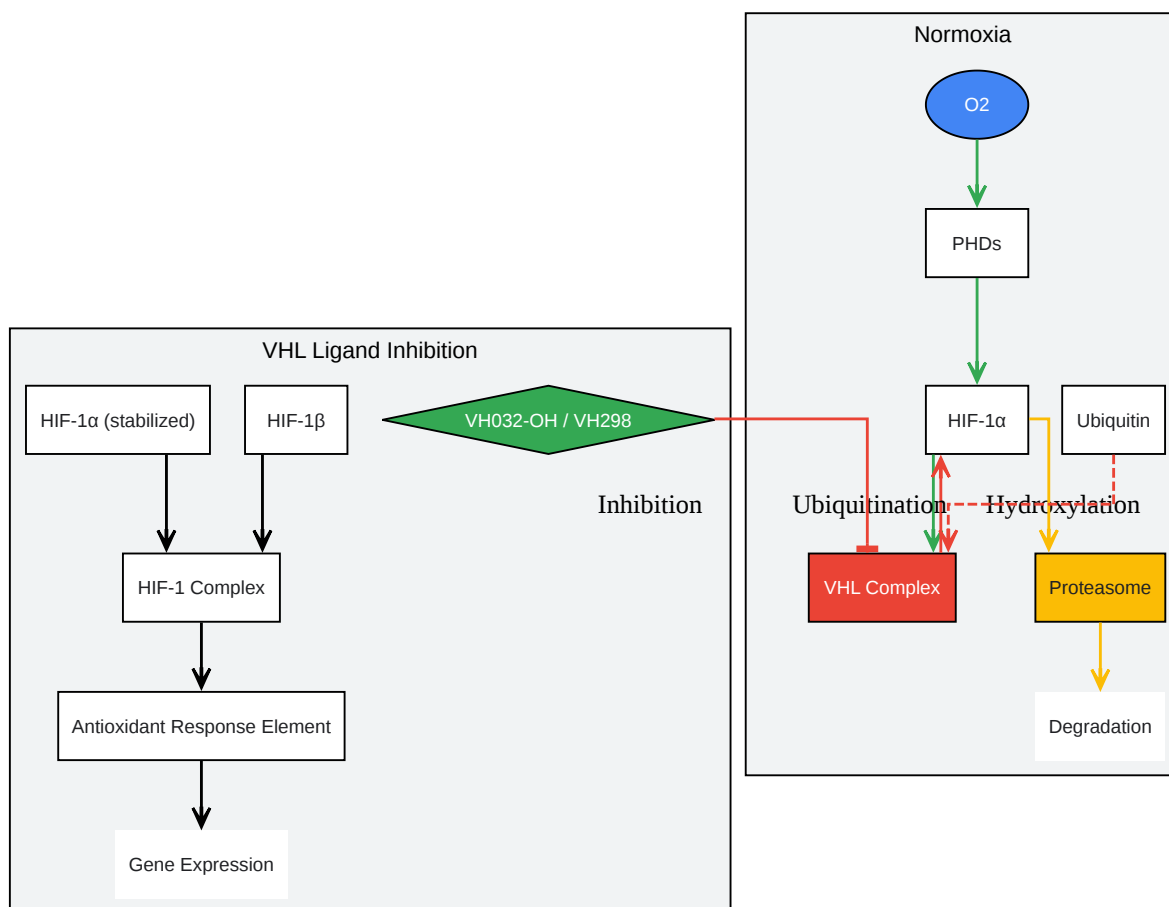 Normoxia
O2
PHDs
VHL Ligand Inhibition
HIF-1α (stabilized)
HIF-1β
VH032-OH / VH298
HIF-1α
Ubiquitin
Inhibition
Ubiquitination
Hydroxylation
HIF-1 Complex
VHL Complex
Proteasome
Antioxidant Response Element
Degradation
Gene Expression